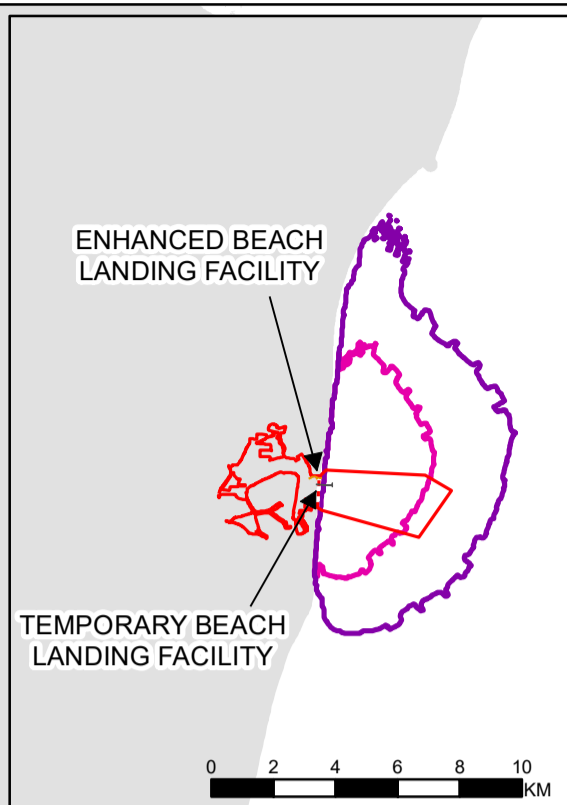 ENHANCED BEACH
LANDING FACILITY
TEMPORARY BEACH
LANDING FACILITY
0 2 4 6 8 10
KM